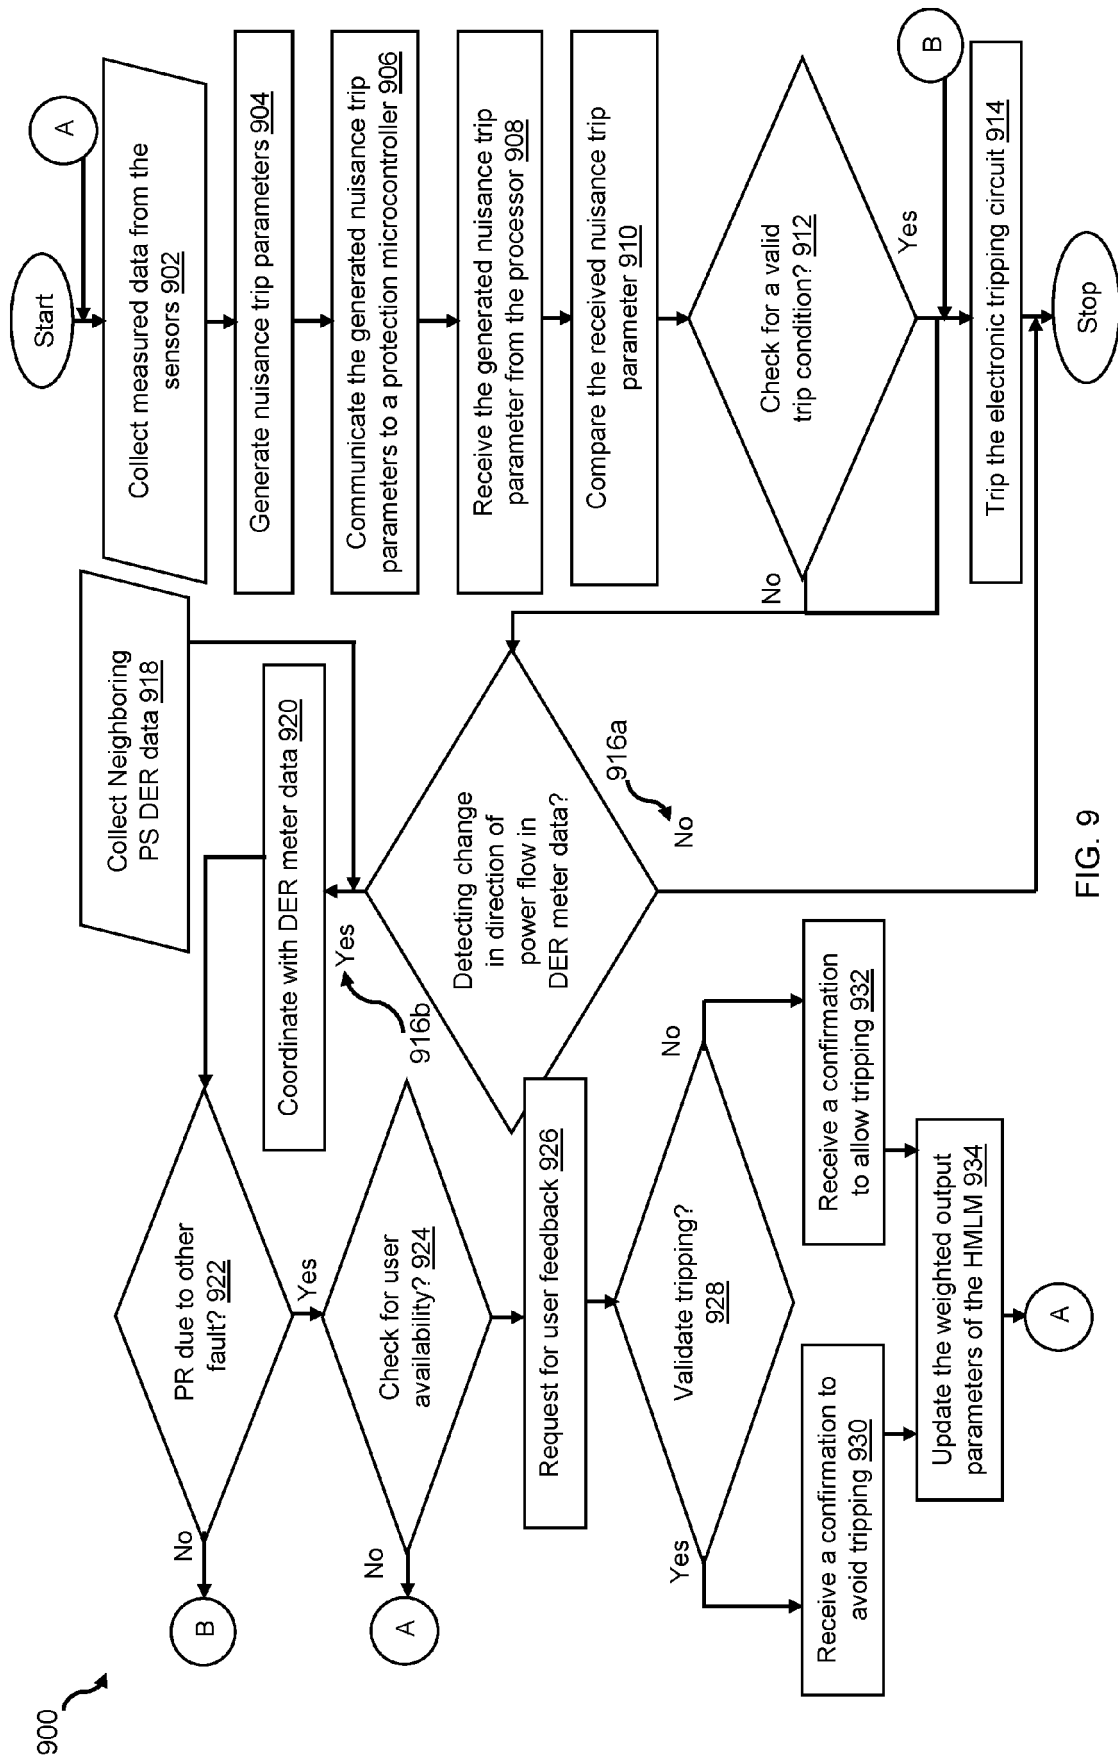 900
Start
A
Collect measured data from the
sensors 902
Generate nuisance trip parameters 904
Communicate the generated nuisance trip
parameters to a protection microcontroller 906
Receive the generated nuisance trip
parameter from the processor 908
Compare the received nuisance trip
parameter 910
Check for a valid
trip condition? 912
No
Yes
B
Trip the electronic tripping circuit 914
Stop
Collect Neighboring
PS DER data 918
Coordinate with DER meter data 920
Yes
916b
Detecting change
in direction of
power flow in
DER meter data?
916a
No
PR due to other
fault? 922
No
B
Yes
Check for user
availability? 924
No
A
Request for user feedback 926
Validate tripping?
928
Yes
No
Receive a confirmation to
avoid tripping 930
Receive a confirmation
to allow tripping 932
Update the weighted output
parameters of the HMLM 934
A
FIG. 9